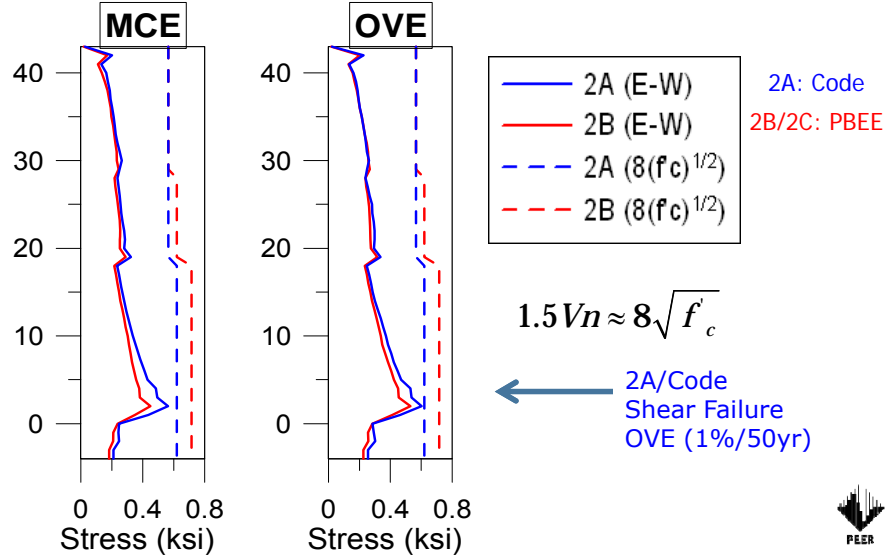 MCE
OVE
40
30
20
10
0
0 0.4 0.8
Stress (ksi)
40
30
20
10
0
0 0.4 0.8
Stress (ksi)
2A (E-W)
2B (E-W)
2A (8(f'c)^1/2)
2B (8(f'c)^1/2)
2A: Code
2B/2C: PBEE
1.5Vn ≈ 8√f'c
2A/Code
Shear Failure
OVE (1%/50yr)
PEER